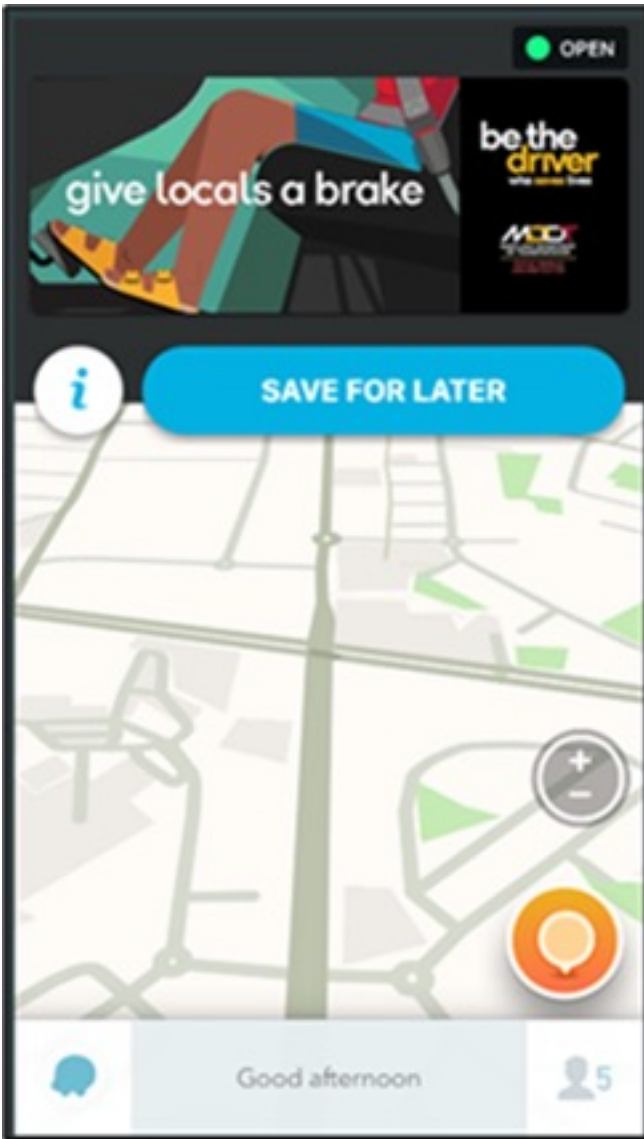 OPEN
give locals a brake
be the
driver
who saves lives
SAVE FOR LATER
i
Good afternoon
5